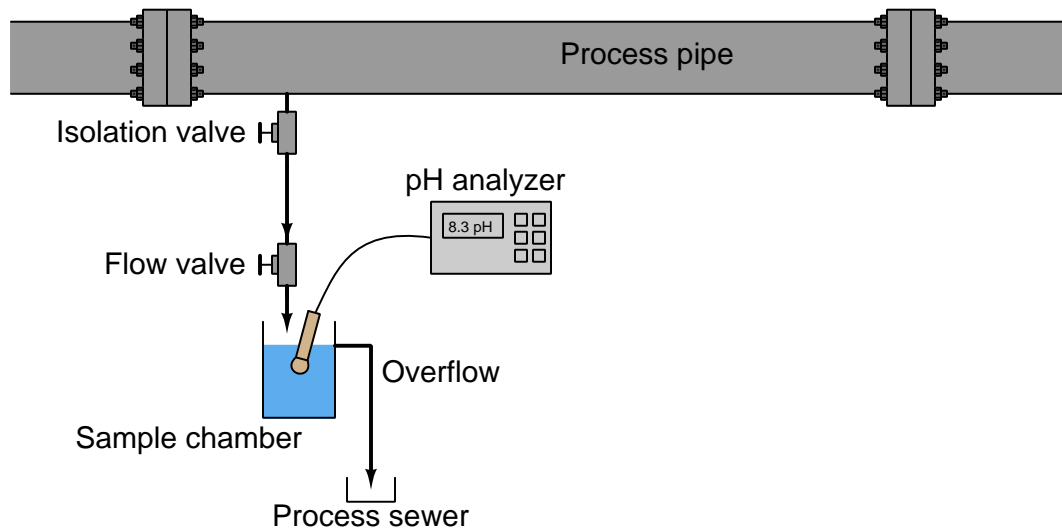 Process pipe
Isolation valve
pH analyzer
8.3 pH
Flow valve
Overflow
Sample chamber
Process sewer